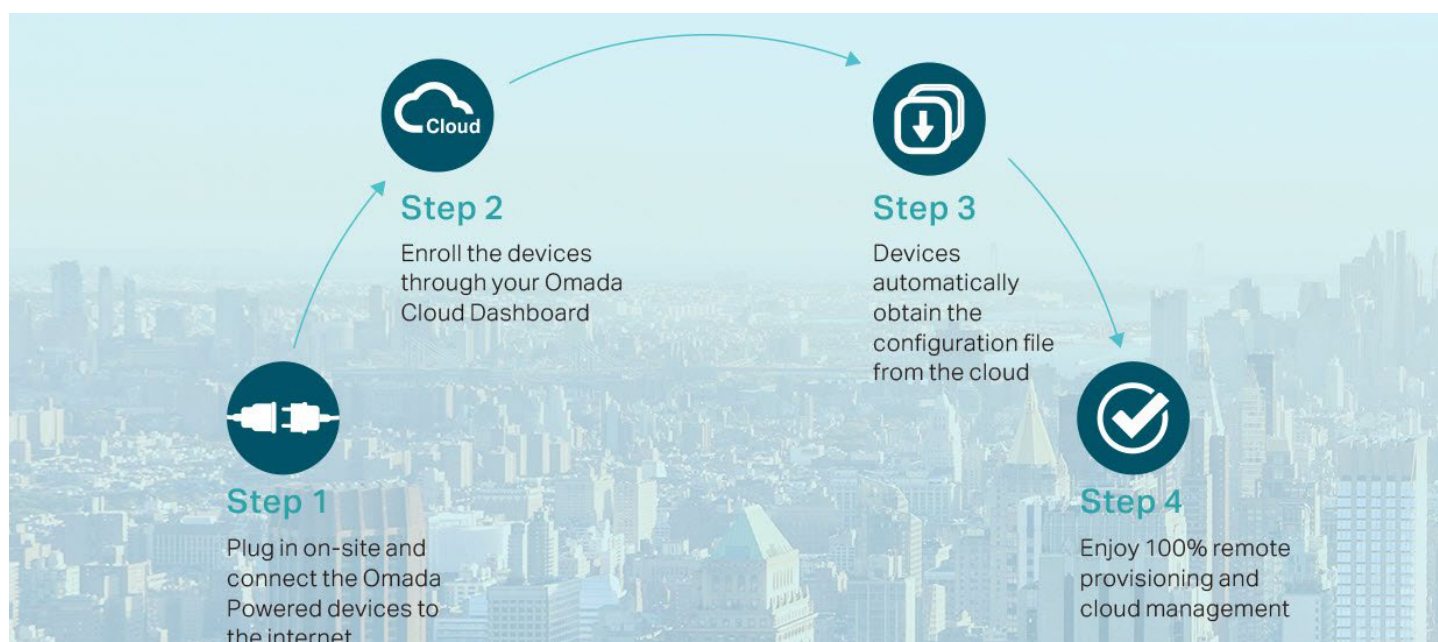 Cloud
Step 2
Enroll the devices
through your Omada
Cloud Dashboard
Step 3
Devices
automatically
obtain the
configuration file
from the cloud
Step 1
Plug in on-site and
connect the Omada
Powered devices to
the internet
Step 4
Enjoy 100% remote
provisioning and
cloud management